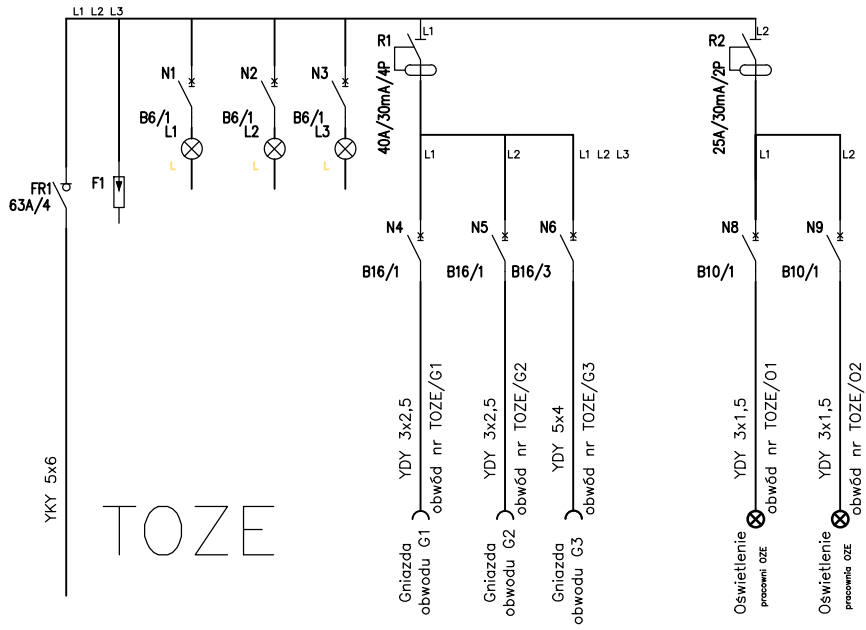 L1 L2 L3
FR1
63A/4
YKY 5x6
F1
N1
B6/1
L1
L
N2
B6/1
L2
L
N3
B6/1
L3
L
R1
L1
40A/30mA/4P
L1
L2
L1 L2 L3
N4
B16/1
N5
B16/1
N6
B16/3
YDY 3x2,5
obwód nr TOZE/G1
YDY 3x2,5
obwód nr TOZE/G2
YDY 5x4
obwód nr TOZE/G3
Gniazda
obwodu G1
Gniazda
obwodu G2
Gniazda
obwodu G3
R2
L2
25A/30mA/2P
L1
L2
N8
B10/1
N9
B10/1
YDY 3x1,5
obwód nr TOZE/O1
YDY 3x1,5
obwód nr TOZE/O2
Oświetlenie
pracowni OZE
Oświetlenie
pracownia OZE
TOZE